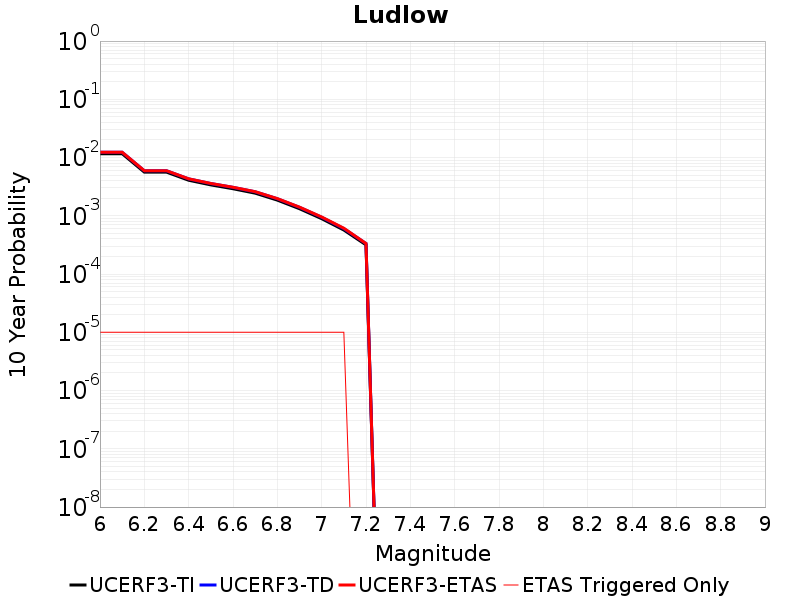 Ludlow
10 Year Probability
10^0
10^-1
10^-2
10^-3
10^-4
10^-5
10^-6
10^-7
10^-8
6 6.2 6.4 6.6 6.8 7 7.2 7.4 7.6 7.8 8 8.2 8.4 8.6 8.8 9
Magnitude
UCERF3-TI UCERF3-TD UCERF3-ETAS ETAS Triggered Only